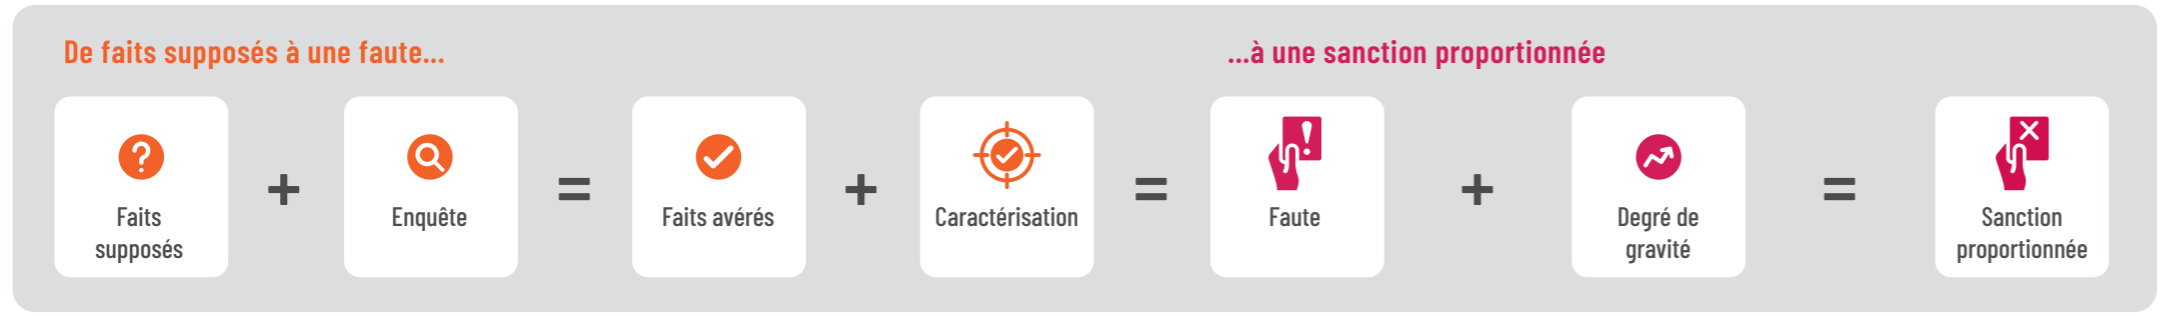 De faits supposés à une faute...
...à une sanction proportionnée
Faits
supposés
+
Enquête
=
Faits avérés
+
Caractérisation
=
Faute
+
Degré de
gravité
=
Sanction
proportionnée